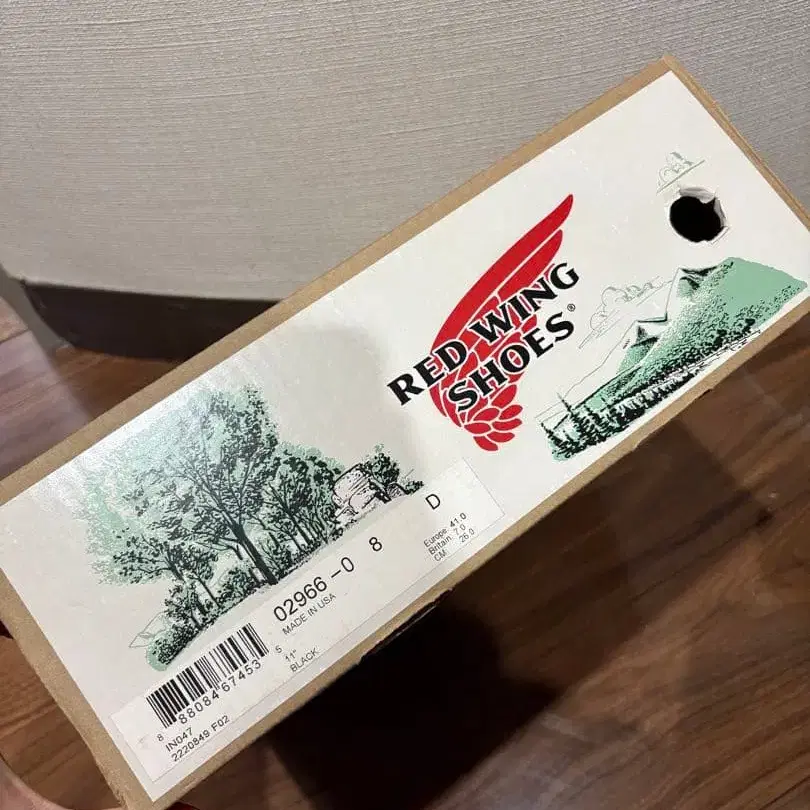 RED WING
SHOES®
02966-0 8 D
MADE IN USA
Europe: 41.0
Britain: 7.0
CM: 26.0
11"
BLACK
8 88084 67453 5
IN047
2220849 F02